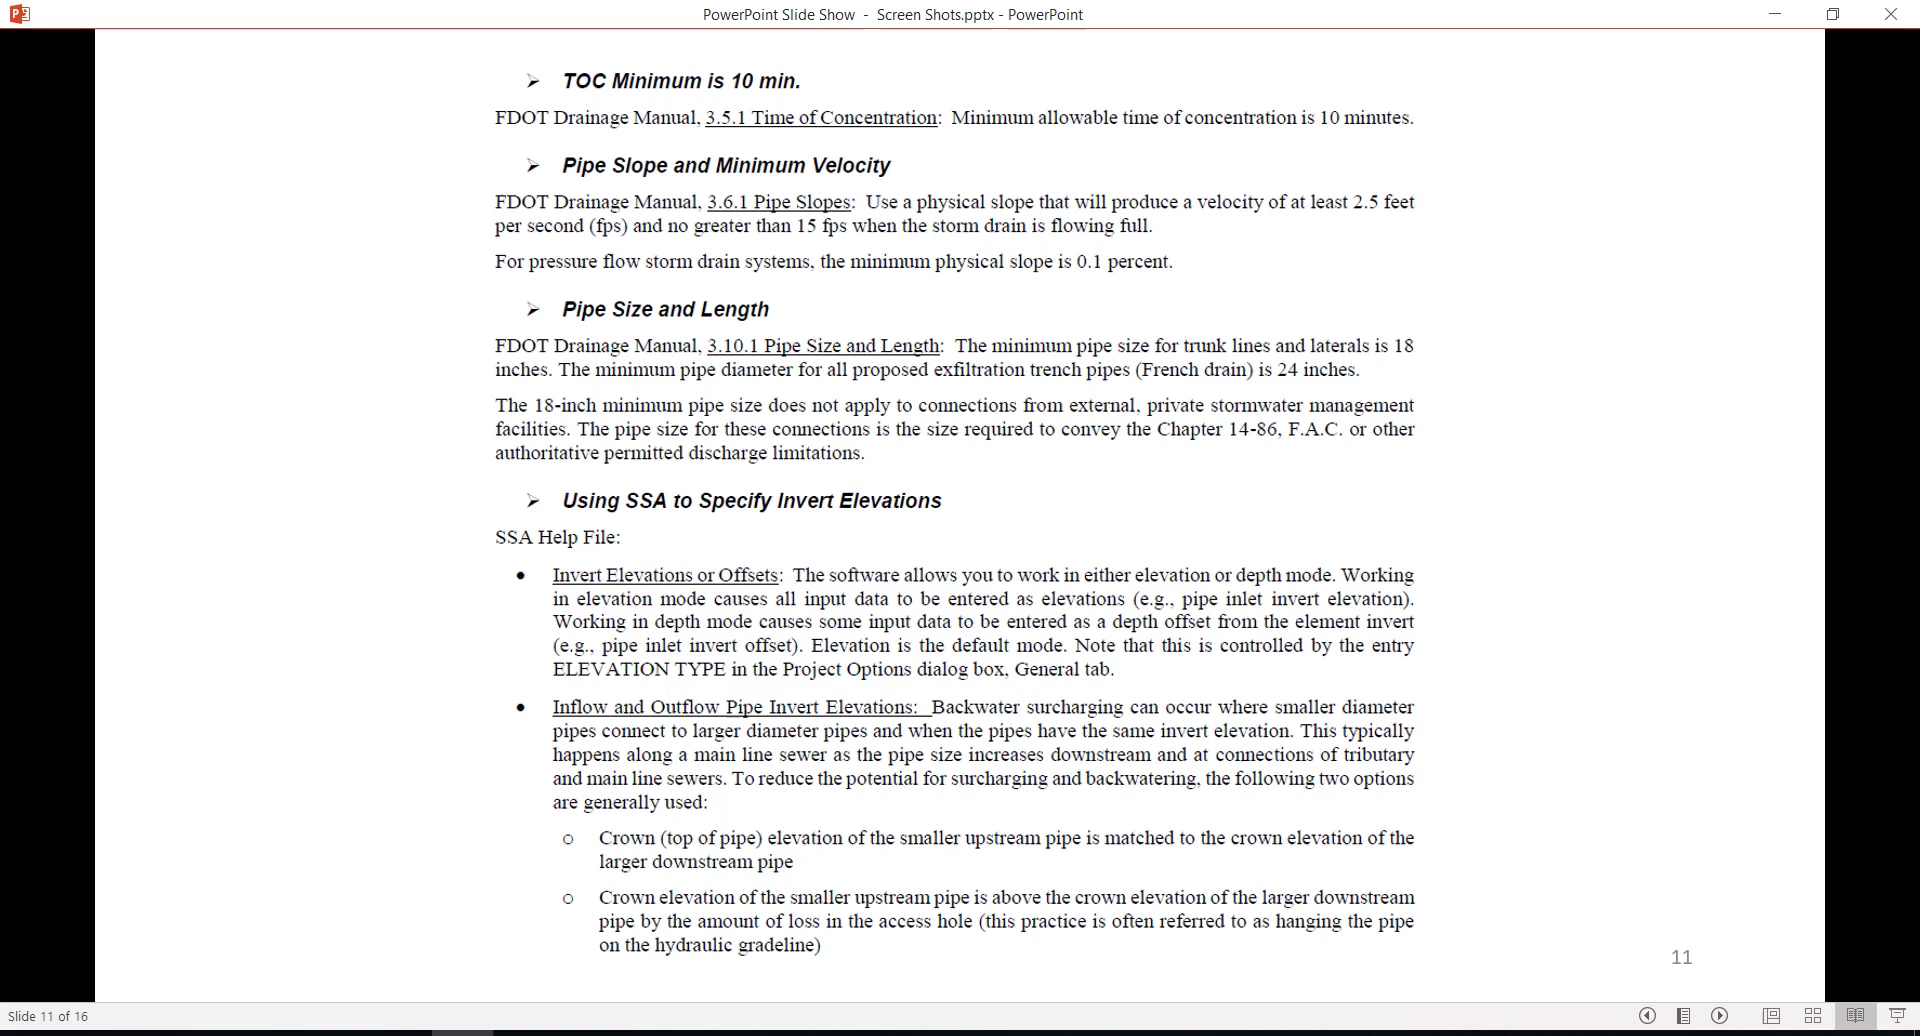 PowerPoint Slide Show - Screen Shots.pptx - PowerPoint
➢ TOC Minimum is 10 min.
FDOT Drainage Manual, 3.5.1 Time of Concentration: Minimum allowable time of concentration is 10 minutes.
➢ Pipe Slope and Minimum Velocity
FDOT Drainage Manual, 3.6.1 Pipe Slopes: Use a physical slope that will produce a velocity of at least 2.5 feet
per second (fps) and no greater than 15 fps when the storm drain is flowing full.
For pressure flow storm drain systems, the minimum physical slope is 0.1 percent.
➢ Pipe Size and Length
FDOT Drainage Manual, 3.10.1 Pipe Size and Length: The minimum pipe size for trunk lines and laterals is 18
inches. The minimum pipe diameter for all proposed exfiltration trench pipes (French drain) is 24 inches.
The 18-inch minimum pipe size does not apply to connections from external, private stormwater management
facilities. The pipe size for these connections is the size required to convey the Chapter 14-86, F.A.C. or other
authoritative permitted discharge limitations.
➢ Using SSA to Specify Invert Elevations
SSA Help File:
• Invert Elevations or Offsets: The software allows you to work in either elevation or depth mode. Working
in elevation mode causes all input data to be entered as elevations (e.g., pipe inlet invert elevation).
Working in depth mode causes some input data to be entered as a depth offset from the element invert
(e.g., pipe inlet invert offset). Elevation is the default mode. Note that this is controlled by the entry
ELEVATION TYPE in the Project Options dialog box, General tab.
• Inflow and Outflow Pipe Invert Elevations: Backwater surcharging can occur where smaller diameter
pipes connect to larger diameter pipes and when the pipes have the same invert elevation. This typically
happens along a main line sewer as the pipe size increases downstream and at connections of tributary
and main line sewers. To reduce the potential for surcharging and backwatering, the following two options
are generally used:
o Crown (top of pipe) elevation of the smaller upstream pipe is matched to the crown elevation of the
larger downstream pipe
o Crown elevation of the smaller upstream pipe is above the crown elevation of the larger downstream
pipe by the amount of loss in the access hole (this practice is often referred to as hanging the pipe
on the hydraulic gradeline)
11
Slide 11 of 16